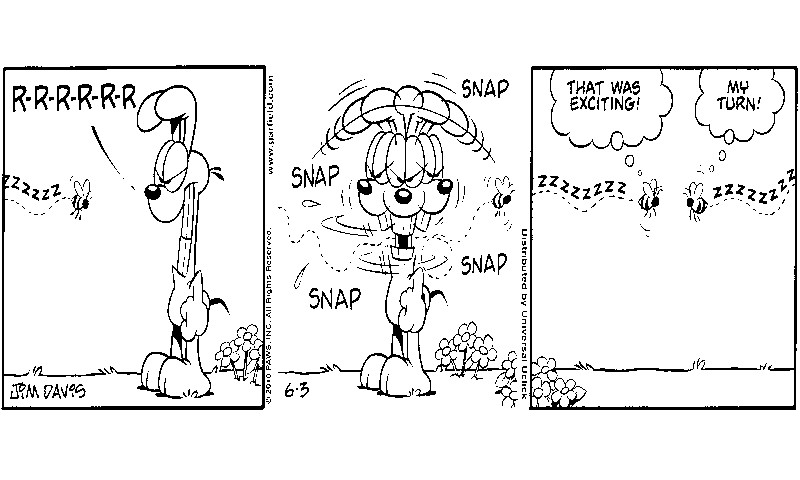 R-R-R-R-R-R
ZZZZZZ
JIM DAVIS
www.garfield.com
© 2010 PAWS, INC. All Rights Reserved.
SNAP
SNAP
SNAP
SNAP
6-3
Distributed by Universal Uclick
THAT WAS
EXCITING!
MY
TURN!
ZZZZZZZZZ
ZZZZZZZZ